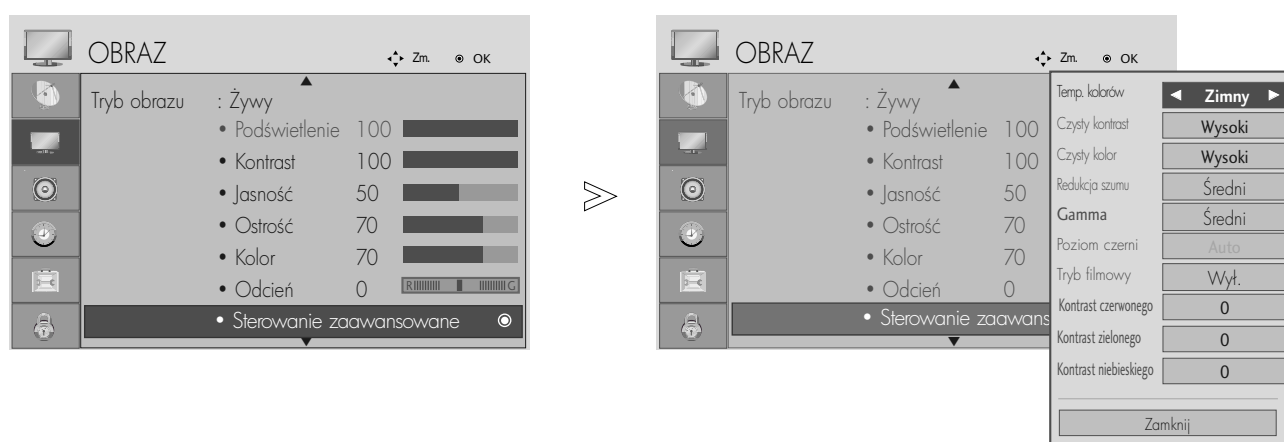 OBRAZ Zm. OK
Tryb obrazu : Żywy
• Podświetlenie 100
• Kontrast 100
• Jasność 50
• Ostrość 70
• Kolor 70
• Odcień 0 R G
• Sterowanie zaawansowane
OBRAZ Zm. OK
Tryb obrazu : Żywy
• Podświetlenie 100
• Kontrast 100
• Jasność 50
• Ostrość 70
• Kolor 70
• Odcień 0
• Sterowanie zaawans
Temp. kolorów Zimny
Czysty kontrast Wysoki
Czysty kolor Wysoki
Redukcja szumu Średni
Gamma Średni
Poziom czerni Auto
Tryb filmowy Wył.
Kontrast czerwonego 0
Kontrast zielonego 0
Kontrast niebieskiego 0
Zamknij